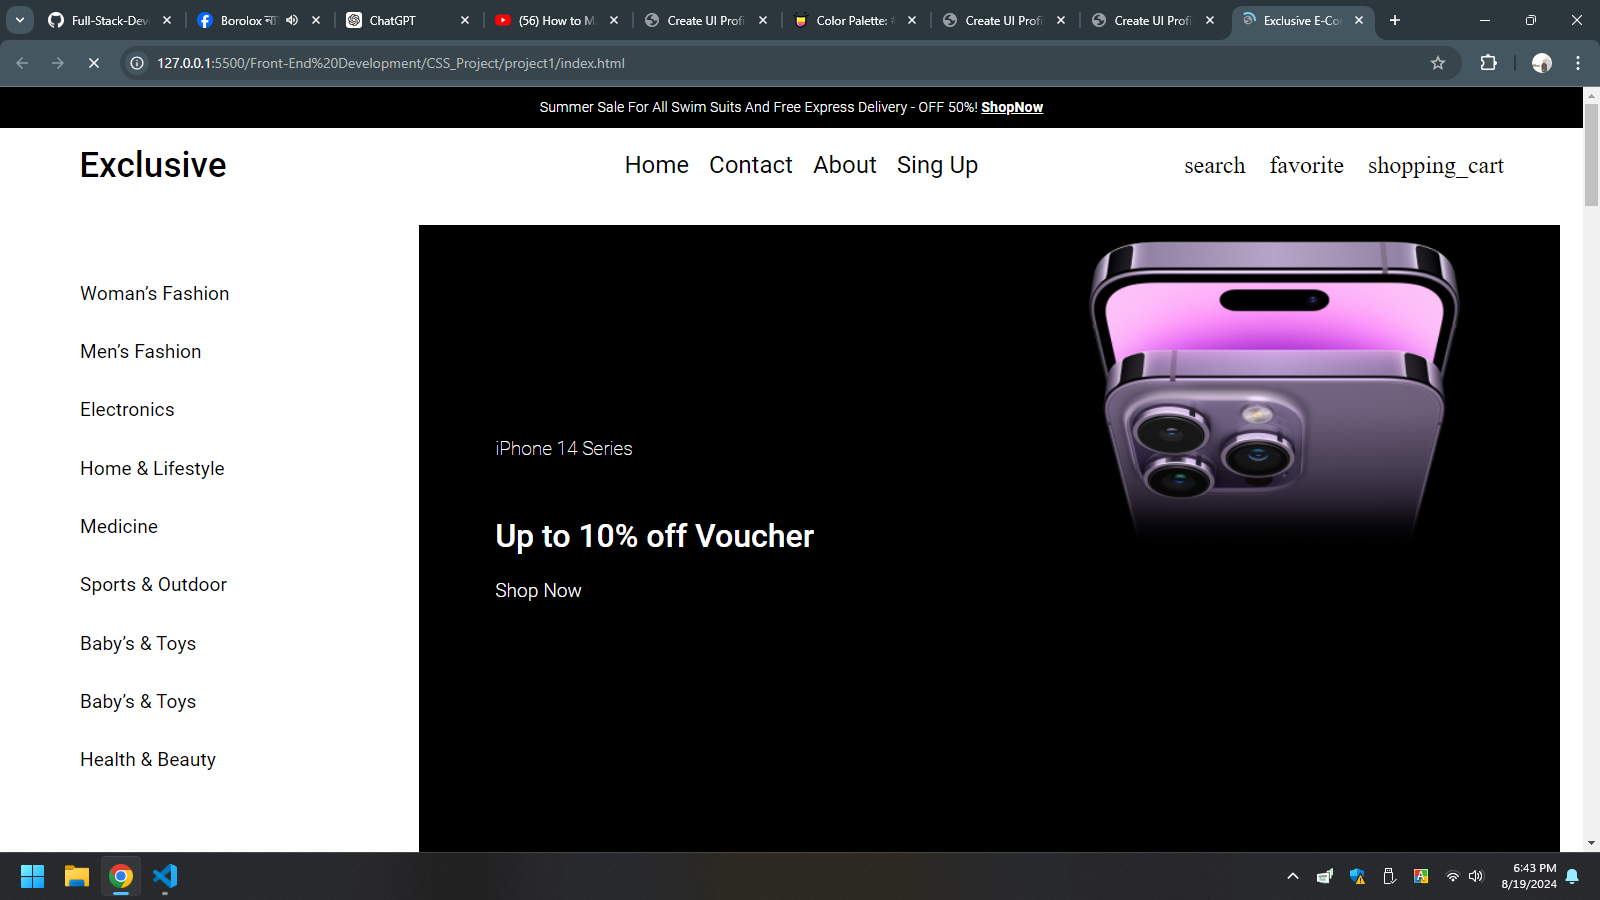 Full-Stack-Dev
Borolox
ChatGPT
(56) How to M
Create UI Profi
Color Palette: #
Create UI Profi
Create UI Profi
Exclusive E-Co
127.0.0.1:5500/Front-End%20Development/CSS_Project/project1/index.html
Summer Sale For All Swim Suits And Free Express Delivery - OFF 50%! ShopNow
Exclusive
Home Contact About Sing Up
search favorite shopping_cart
Woman’s Fashion
Men’s Fashion
Electronics
Home & Lifestyle
Medicine
Sports & Outdoor
Baby’s & Toys
Baby’s & Toys
Health & Beauty
iPhone 14 Series
Up to 10% off Voucher
Shop Now
6:43 PM
8/19/2024